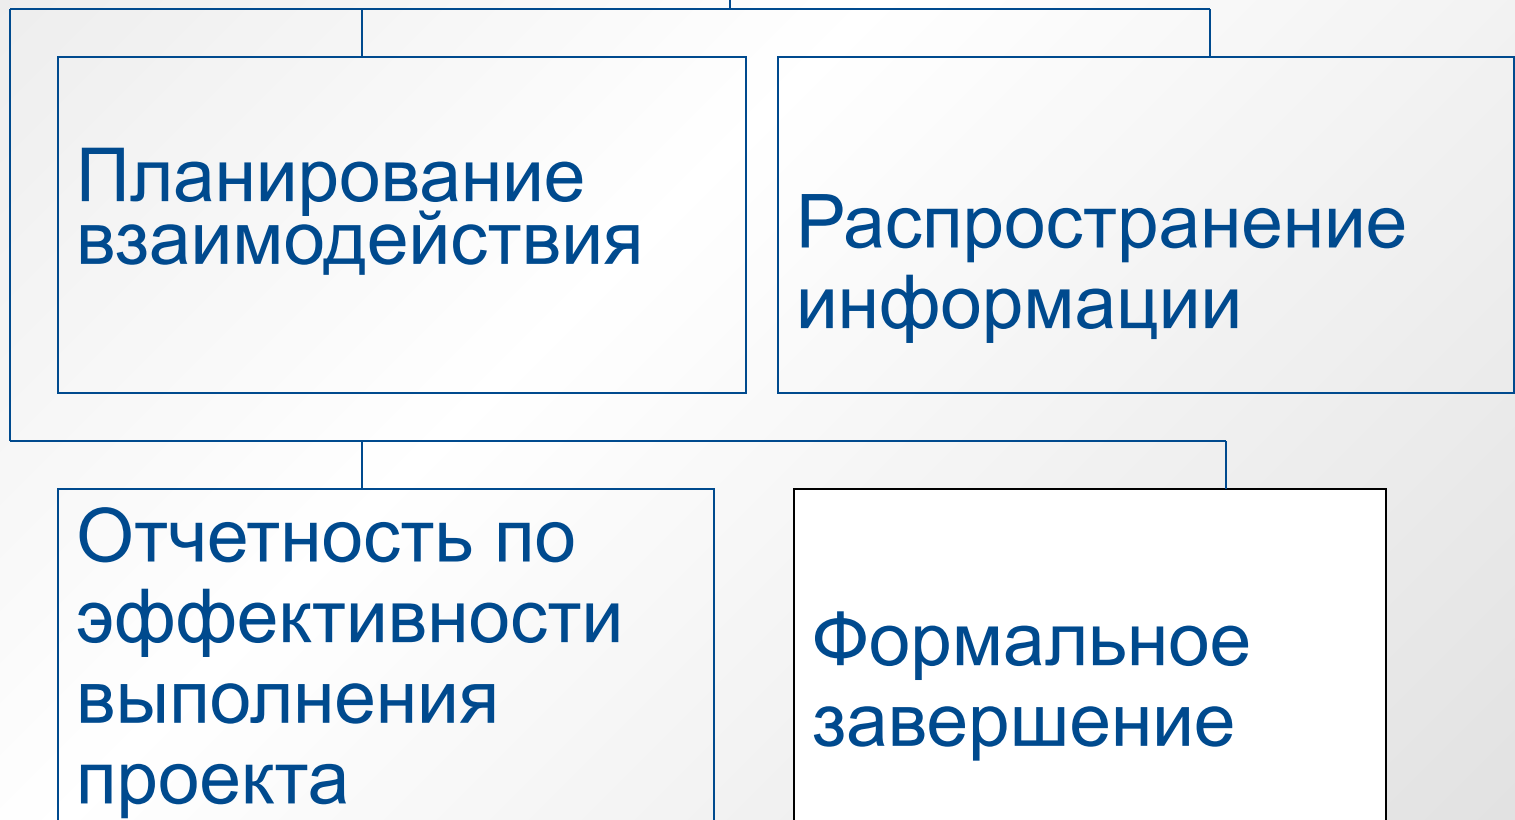 Планирование
взаимодействия
Распространение
информации
Отчетность по
эффективности
выполнения
проекта
Формальное
завершение